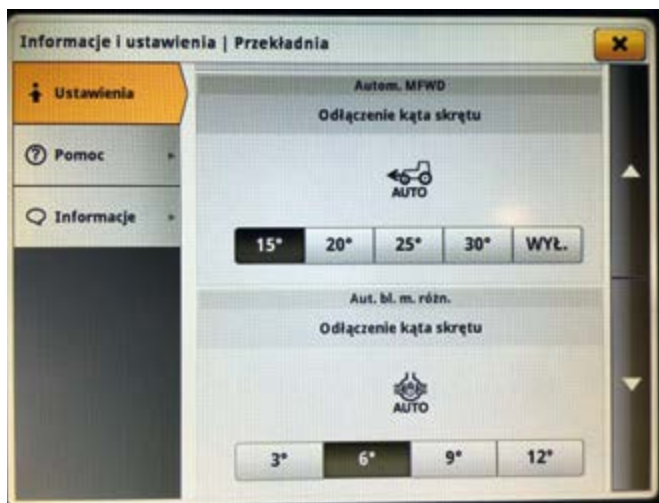 Informacje i ustawienia | Przekładnia
Ustawienia
Pomoc
Informacje
Autom. MFWD
Odłączenie kąta skrętu
AUTO
15° 20° 25° 30° WYŁ.
Aut. bl. m. różn.
Odłączenie kąta skrętu
AUTO
3° 6° 9° 12°